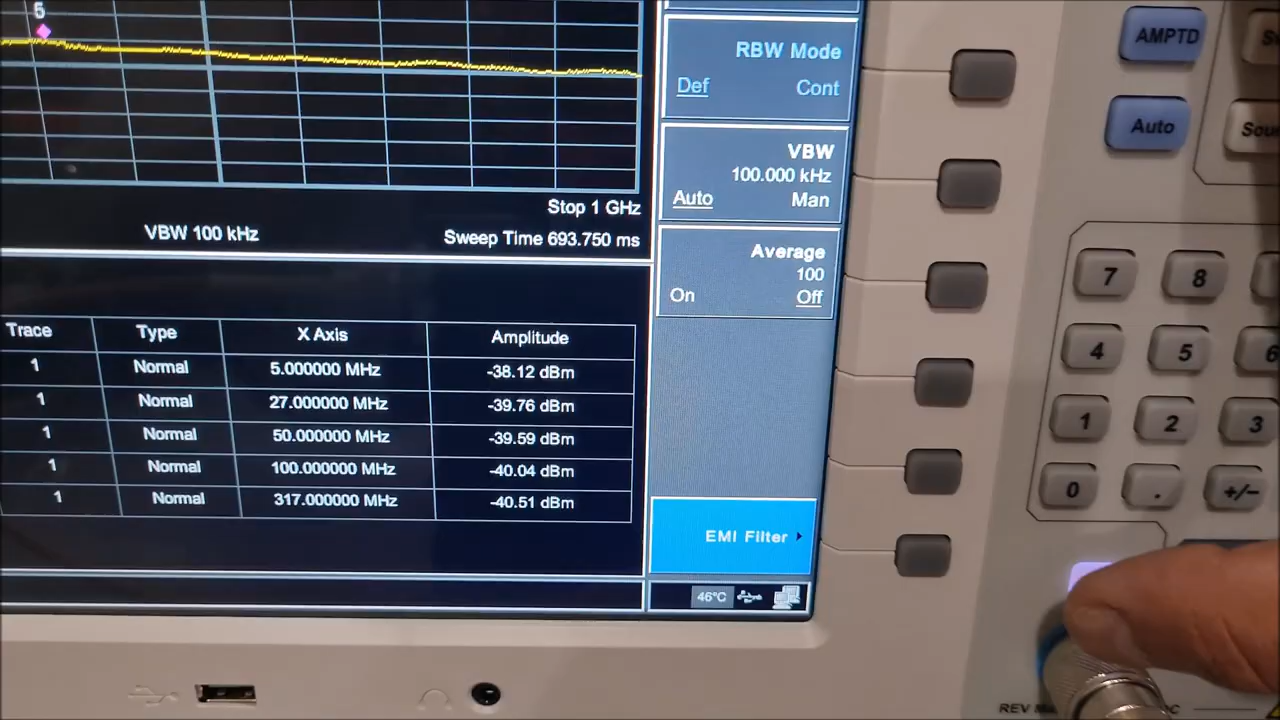 5
Stop 1 GHz
VBW 100 kHz
Sweep Time 693.750 ms
Trace Type X Axis Amplitude
1 Normal 5.000000 MHz -38.12 dBm
1 Normal 27.000000 MHz -39.76 dBm
1 Normal 50.000000 MHz -39.59 dBm
1 Normal 100.000000 MHz -40.04 dBm
1 Normal 317.000000 MHz -40.51 dBm
RBW Mode
Def Cont
VBW
100.000 kHz
Auto Man
Average
100
On Off
EMI Filter
46°C
AMPTD
Auto
7 8
4 5 6
1 2 3
0 . +/−
REV